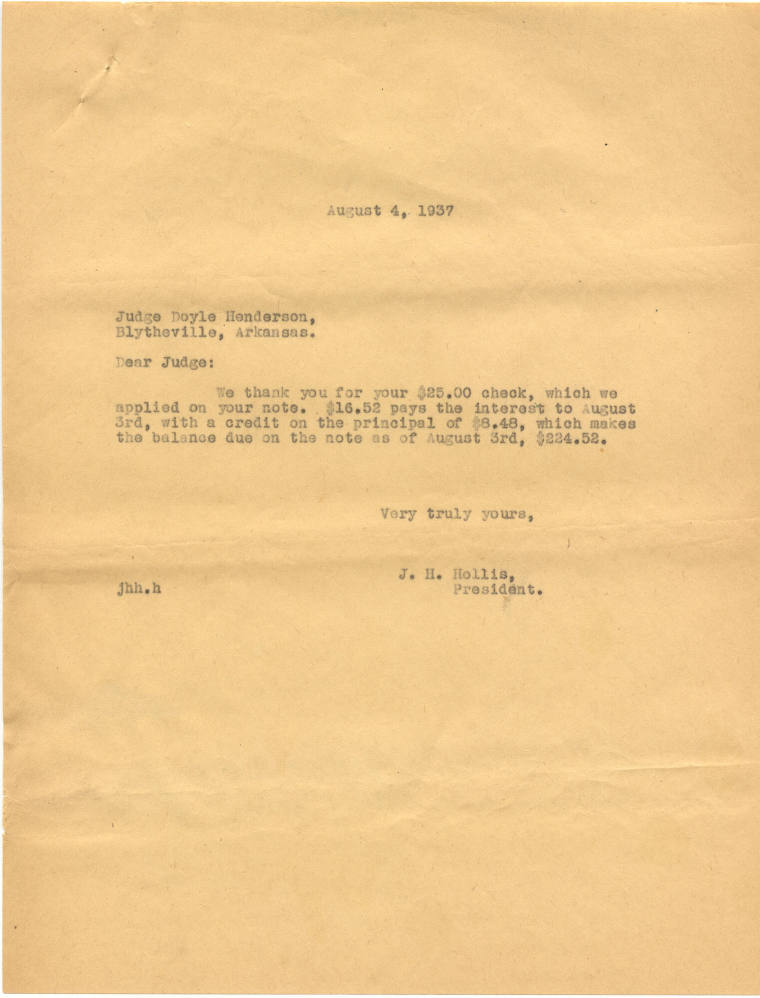 August 4, 1937
Judge Doyle Henderson,
Blytheville, Arkansas.
Dear Judge:
We thank you for your $25.00 check, which we
applied on your note. $16.52 pays the interest to August
3rd, with a credit on the principal of $8.48, which makes
the balance due on the note as of August 3rd, $224.52.
Very truly yours,
J. H. Hollis,
jhh.h President.